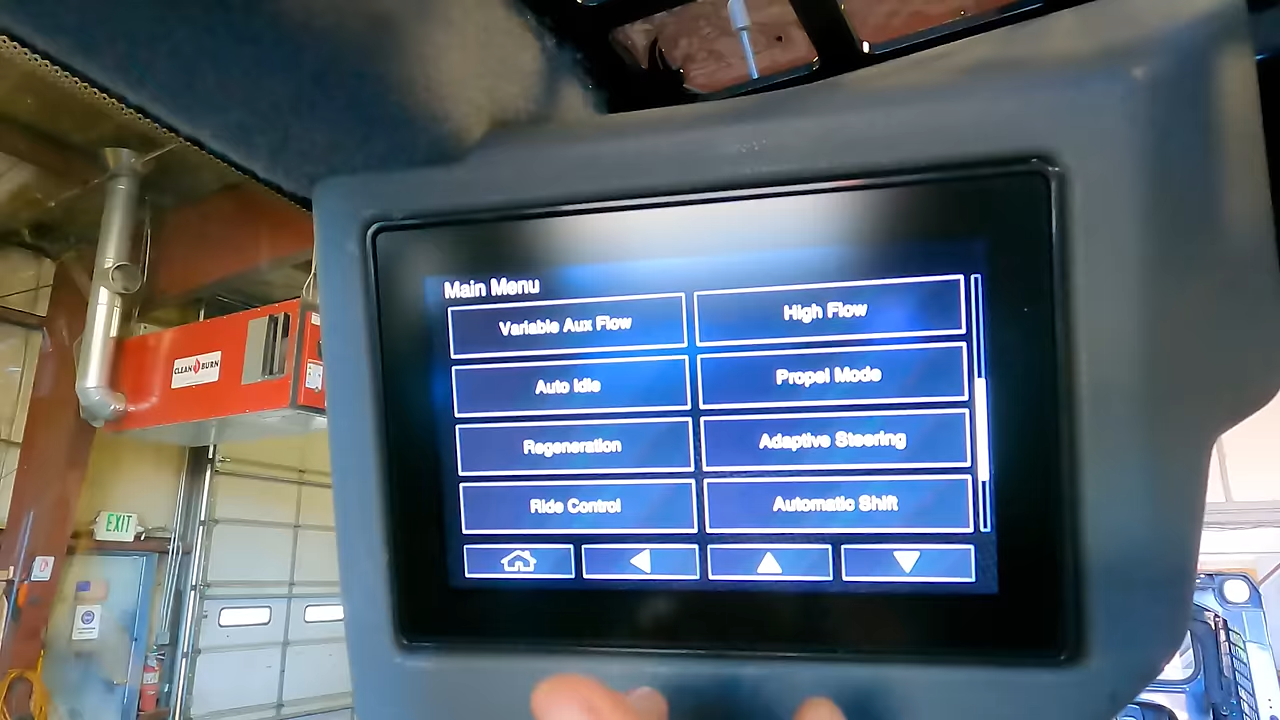 Main Menu
Variable Aux Flow
High Flow
Auto Idle
Propel Mode
Regeneration
Adaptive Steering
Ride Control
Automatic Shift
CLEAN BURN
EXIT